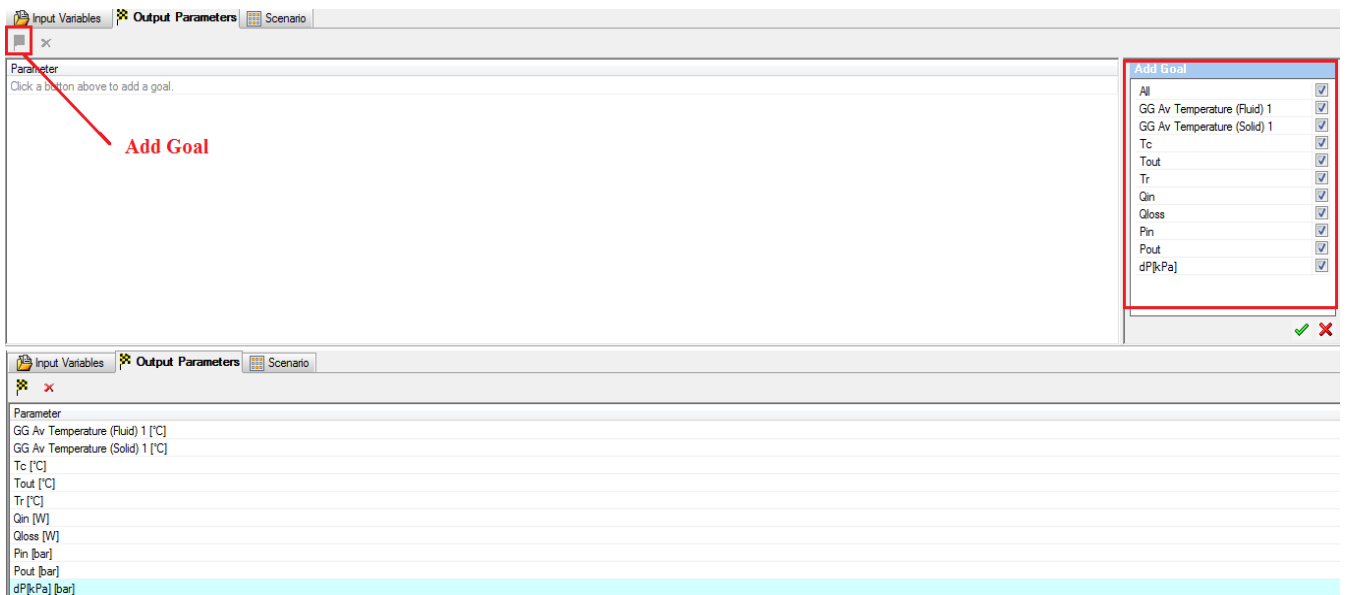 Input Variables Output Parameters Scenario
Parameter
Click a button above to add a goal.
Add Goal
Add Goal
All
GG Av Temperature (Fluid) 1
GG Av Temperature (Solid) 1
Tc
Tout
Tr
Qin
Qloss
Pin
Pout
dP[kPa]
Input Variables Output Parameters Scenario
Parameter
GG Av Temperature (Fluid) 1 [°C]
GG Av Temperature (Solid) 1 [°C]
Tc [°C]
Tout [°C]
Tr [°C]
Qin [W]
Qloss [W]
Pin [bar]
Pout [bar]
dP[kPa] [bar]